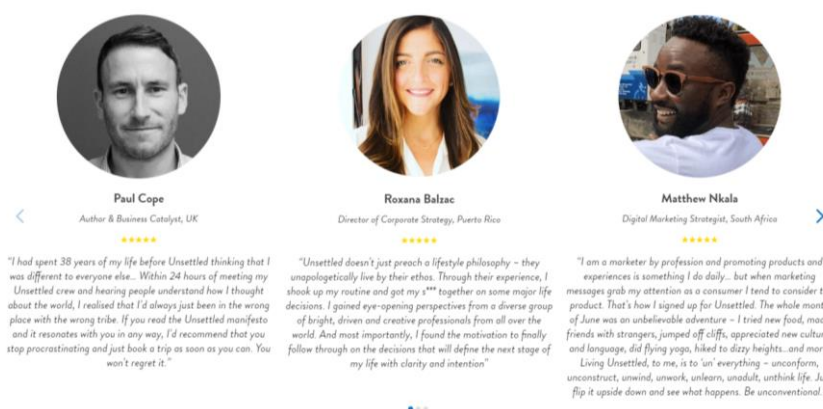 Paul Cope
Author & Business Catalyst, UK
"I had spent 38 years of my life before Unsettled thinking that I
was different to everyone else... Within 24 hours of meeting my
Unsettled crew and hearing people understand how I thought
about the world, I realised that I'd always just been in the wrong
place with the wrong tribe. If you read the Unsettled manifesto
and it resonates with you in any way, I'd recommend that you
stop procrastinating and just book a trip as soon as you can. You
won't regret it."
Roxana Balzac
Director of Corporate Strategy, Puerto Rico
"Unsettled doesn't just preach a lifestyle philosophy – they
unapologetically live by their ethos. Through their experience, I
shook up my routine and got my s*** together on some major life
decisions. I gained eye-opening perspectives from a diverse group
of bright, driven and creative professionals from all over the
world. And most importantly, I found the motivation to finally
follow through on the decisions that will define the next stage of
my life with clarity and intention"
Matthew Nkala
Digital Marketing Strategist, South Africa
"I am a marketer by profession and promoting products and
experiences is something I do daily... but when marketing
messages grab my attention as a consumer I tend to consider t
product. That's how I signed up for Unsettled. The whole mont
of June was an unbelievable adventure – I tried new food, mad
friends with strangers, jumped off cliffs, appreciated new cultur
and language, did flying yoga, hiked to dizzy heights...and mor
Living Unsettled, to me, is to 'un' everything – unconform,
unconstruct, unwind, unwork, unlearn, unadult, unthink life. Ju
flip it upside down and see what happens. Be unconventional.